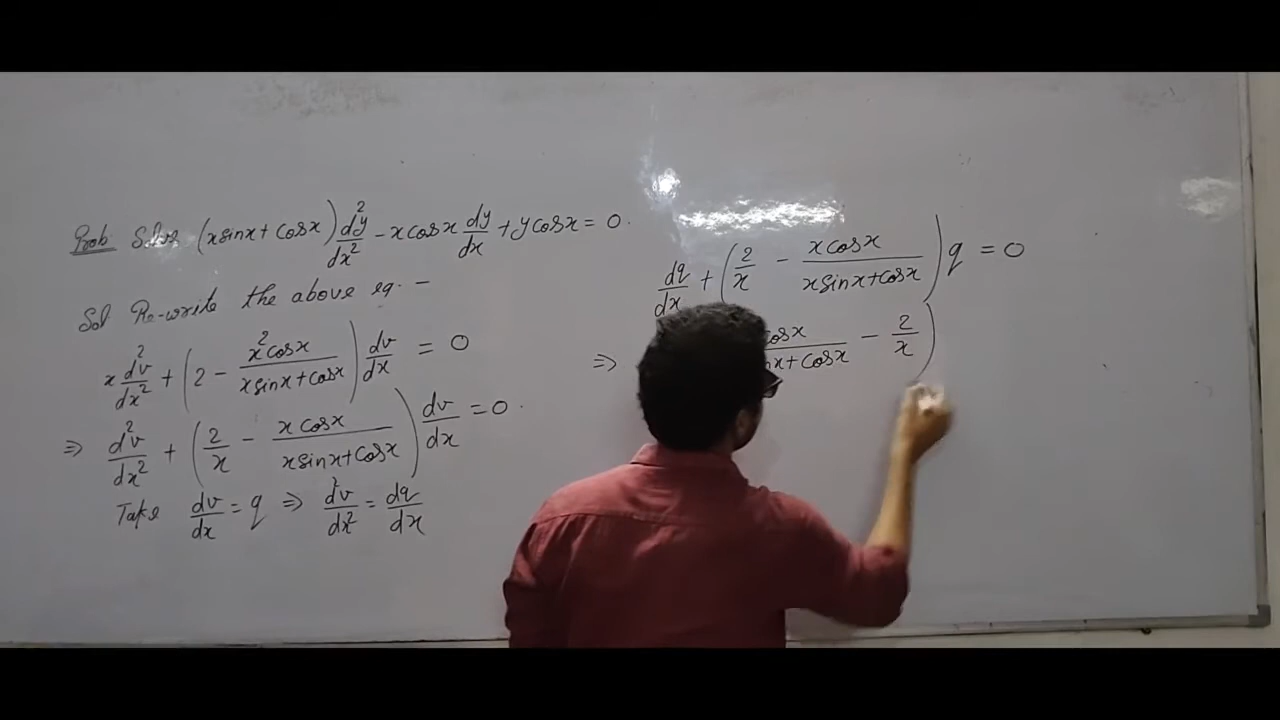 Prob. Solve (x sin x + cos x) d²y/dx² - x cos x dy/dx + y cos x = 0.
Sol Re-write the above eq. -
x d²v/dx² + (2 - x² cos x/(x sin x + cos x)) dv/dx = 0
⇒ d²v/dx² + (2/x - x cos x/(x sin x + cos x)) dv/dx = 0.
Take dv/dx = q ⇒ d²v/dx² = dq/dx
dq/dx + (2/x - x cos x/(x sin x + cos x)) q = 0
⇒ cos x/ + cos x - 2/x)